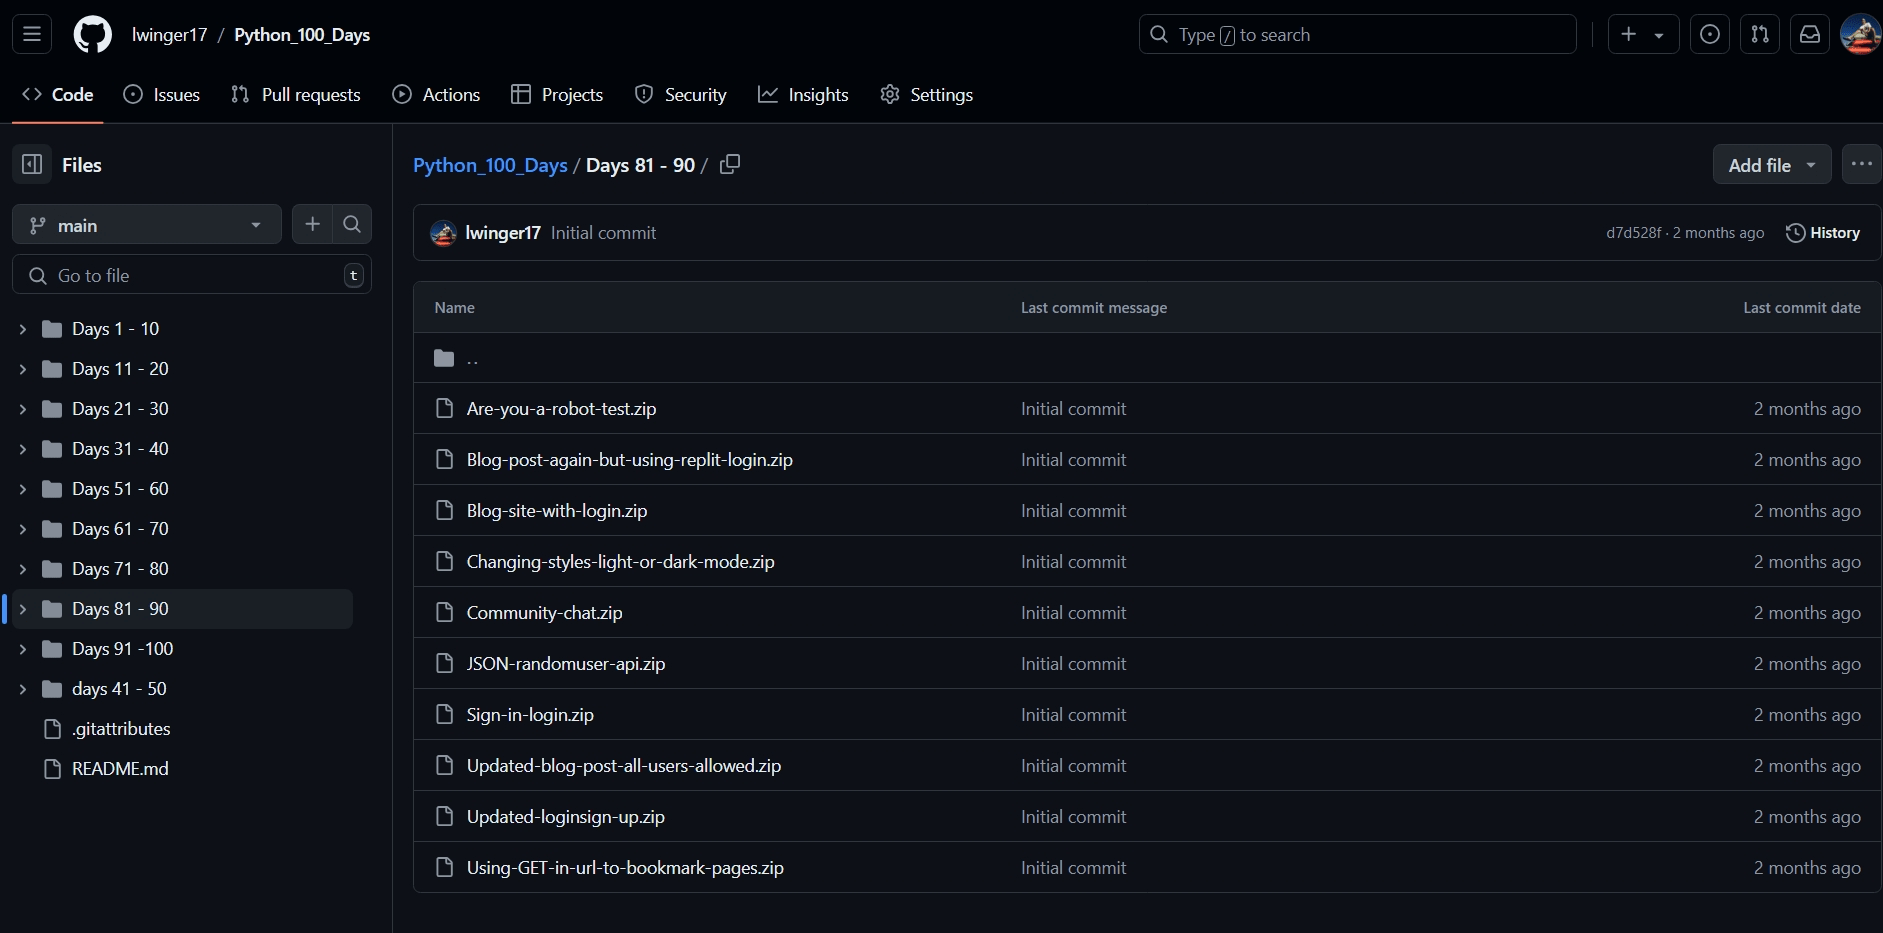 lwinger17 / Python_100_Days
Type / to search
Code
Issues
Pull requests
Actions
Projects
Security
Insights
Settings
Files
main
Go to file
t
Days 1 - 10
Days 11 - 20
Days 21 - 30
Days 31 - 40
Days 51 - 60
Days 61 - 70
Days 71 - 80
Days 81 - 90
Days 91 -100
days 41 - 50
.gitattributes
README.md
Python_100_Days / Days 81 - 90 /
Add file
lwinger17 Initial commit
d7d528f · 2 months ago
History
Name Last commit message Last commit date
..
Are-you-a-robot-test.zip Initial commit 2 months ago
Blog-post-again-but-using-replit-login.zip Initial commit 2 months ago
Blog-site-with-login.zip Initial commit 2 months ago
Changing-styles-light-or-dark-mode.zip Initial commit 2 months ago
Community-chat.zip Initial commit 2 months ago
JSON-randomuser-api.zip Initial commit 2 months ago
Sign-in-login.zip Initial commit 2 months ago
Updated-blog-post-all-users-allowed.zip Initial commit 2 months ago
Updated-loginsign-up.zip Initial commit 2 months ago
Using-GET-in-url-to-bookmark-pages.zip Initial commit 2 months ago